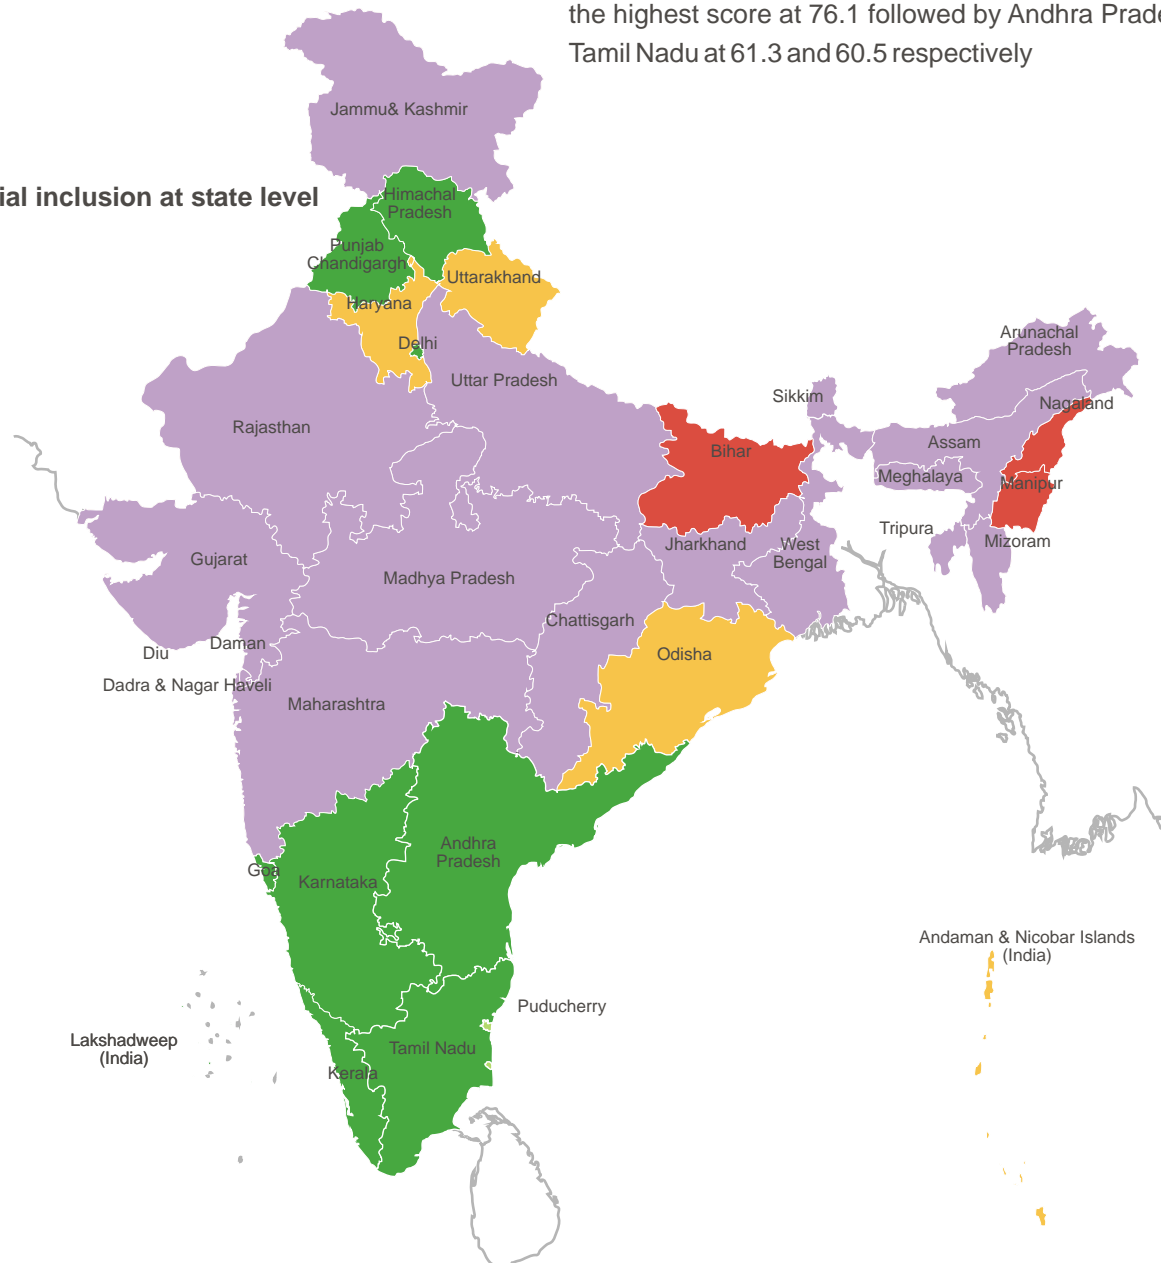 the highest score at 76.1 followed by Andhra
Tamil Nadu at 61.3 and 60.5 respectively
Jammu& Kashmir
inclusion at state level
Himachal
Pradesh
Punjab
Chandigargh
Uttarakhand
Haryana
Delhi
Arunachal
Pradesh
Uttar Pradesh
Sikkim
Nagaland
Rajasthan
Assam
Bihar
Meghalaya
Manipur
Tripura
Mizoram
Jharkhand
West
Bengal
Gujarat
Madhya Pradesh
Chattisgarh
Daman
Diu
Odisha
Dadra & Nagar Haveli
Maharashtra
Andhra
Pradesh
Goa
Karnataka
Andaman & Nicobar Islands
(India)
Puducherry
Lakshadweep
(India)
Tamil Nadu
Kerala